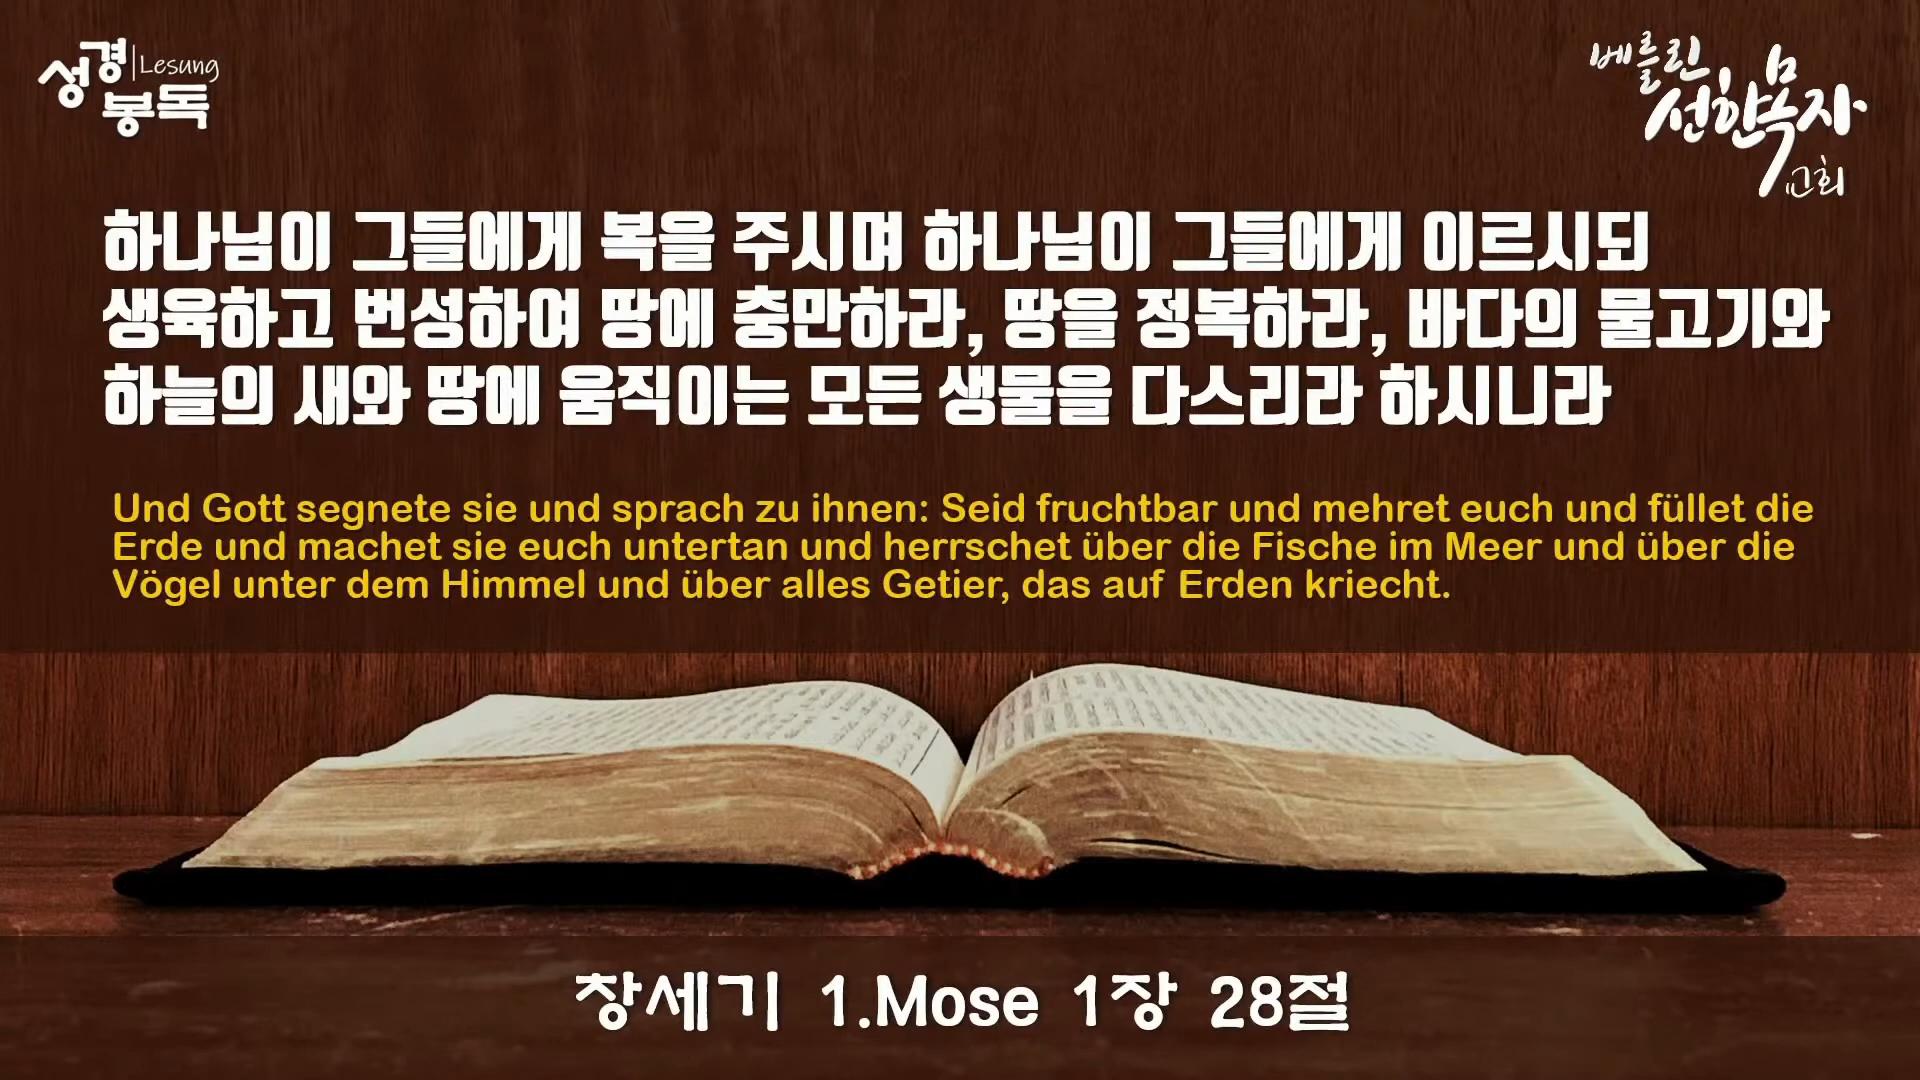 성경봉독 | Lesung
베를린 선한목자교회
하나님이 그들에게 복을 주시며 하나님이 그들에게 이르시되
생육하고 번성하여 땅에 충만하라, 땅을 정복하라, 바다의 물고기와
하늘의 새와 땅에 움직이는 모든 생물을 다스리라 하시니라
Und Gott segnete sie und sprach zu ihnen: Seid fruchtbar und mehret euch und füllet die
Erde und machet sie euch untertan und herrschet über die Fische im Meer und über die
Vögel unter dem Himmel und über alles Getier, das auf Erden kriecht.
창세기 1.Mose 1장 28절